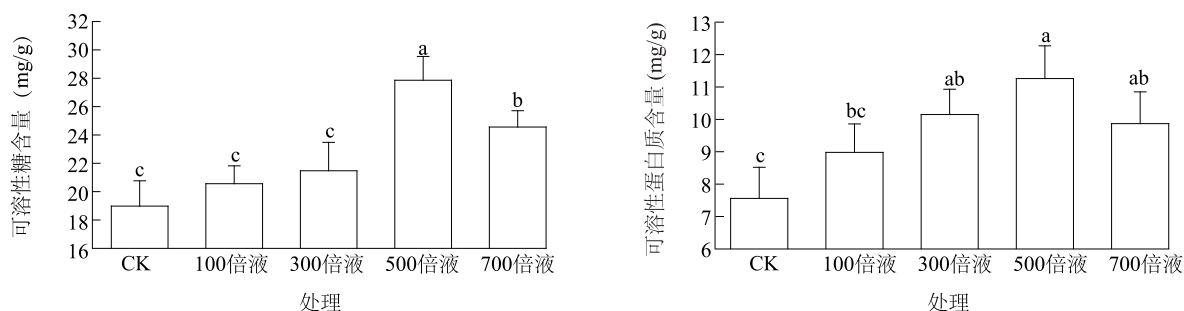 可溶性糖含量 (mg/g)
32
30
28
26
24
22
20
18
16
c
c
c
a
b
CK
100倍液
300倍液
500倍液
700倍液
处理
可溶性蛋白质含量 (mg/g)
13
12
11
10
9
8
7
6
c
bc
ab
a
ab
CK
100倍液
300倍液
500倍液
700倍液
处理